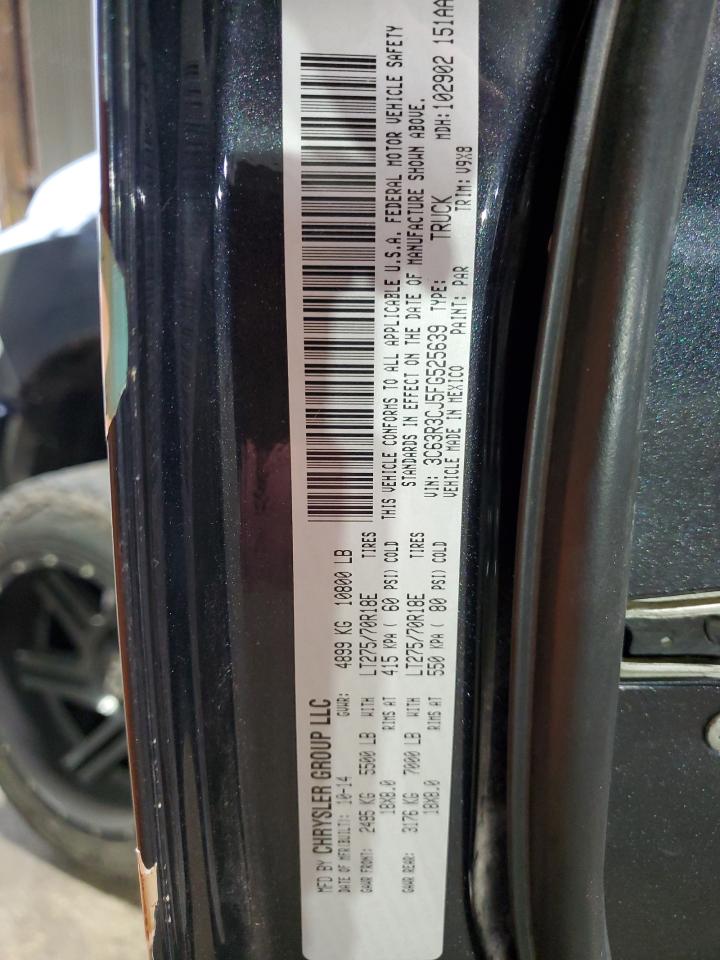 MFD BY CHRYSLER GROUP LLC
DATE OF MFR(BUILT): 10-14 GVWR: 4899 KG 10800 LB
GAWR FRONT: 2495 KG 5500 LB WITH LT275/70R18E TIRES
18X8.0 RIMS AT 415 KPA ( 60 PSI) COLD
GAWR REAR: 3176 KG 7000 LB WITH LT275/70R18E TIRES
18X8.0 RIMS AT 550 KPA ( 80 PSI) COLD
THIS VEHICLE CONFORMS TO ALL APPLICABLE U.S.A. FEDERAL MOTOR VEHICLE SAFETY
STANDARDS IN EFFECT ON THE DATE OF MANUFACTURE SHOWN ABOVE.
VIN: 3C63R3CJ5FG525639 TYPE: TRUCK MDH:102902 151AA
VEHICLE MADE IN MEXICO PAINT: PAR TRIM: V9X8